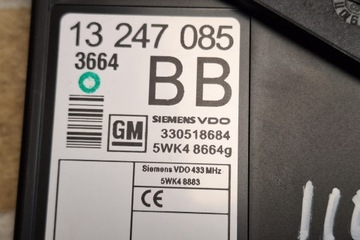 13 247 085
3664
BB
GM
SIEMENS VDO
330518684
5WK4 8664g
Siemens VDO 433 MHz
5WK4 8883
CE